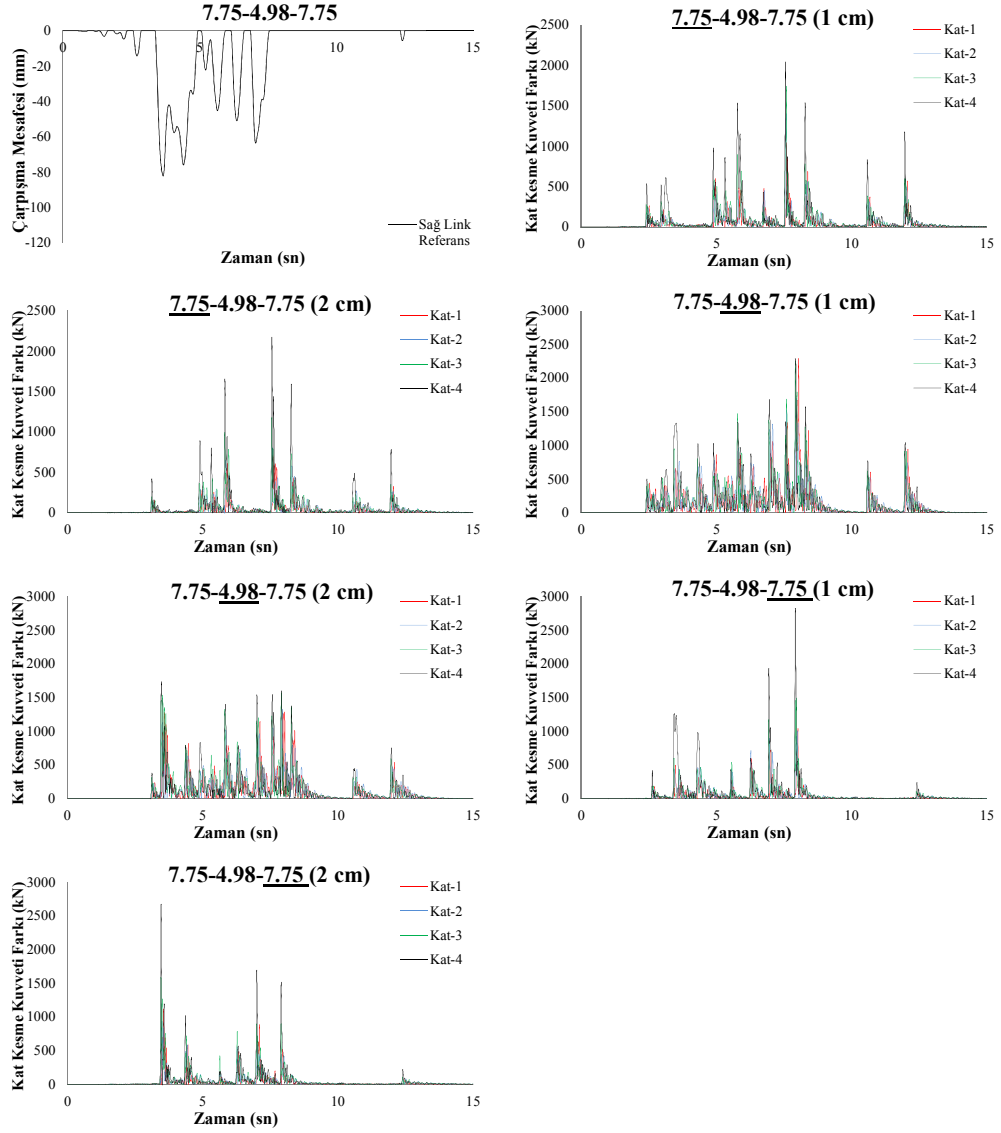 7.75-4.98-7.75
Çarpışma Mesafesi (mm)
0
-20
-40
-60
-80
-100
-120
0 5 10 15
Sağ Link
Referans
Zaman (sn)
7.75-4.98-7.75 (1 cm)
Kat Kesme Kuvveti Farkı (kN)
2500
2000
1500
1000
500
0
0 5 10 15
Kat-1
Kat-2
Kat-3
Kat-4
Zaman (sn)
7.75-4.98-7.75 (2 cm)
Kat Kesme Kuvveti Farkı (kN)
2500
2000
1500
1000
500
0
0 5 10 15
Kat-1
Kat-2
Kat-3
Kat-4
Zaman (sn)
7.75-4.98-7.75 (1 cm)
Kat Kesme Kuvveti Farkı (kN)
3000
2500
2000
1500
1000
500
0
0 5 10 15
Kat-1
Kat-2
Kat-3
Kat-4
Zaman (sn)
7.75-4.98-7.75 (2 cm)
Kat Kesme Kuvveti Farkı (kN)
3000
2500
2000
1500
1000
500
0
0 5 10 15
Kat-1
Kat-2
Kat-3
Kat-4
Zaman (sn)
7.75-4.98-7.75 (1 cm)
Kat Kesme Kuvveti Farkı (kN)
3000
2500
2000
1500
1000
500
0
0 5 10 15
Kat-1
Kat-2
Kat-3
Kat-4
Zaman (sn)
7.75-4.98-7.75 (2 cm)
Kat Kesme Kuvveti Farkı (kN)
3000
2500
2000
1500
1000
500
0
0 5 10 15
Kat-1
Kat-2
Kat-3
Kat-4
Zaman (sn)